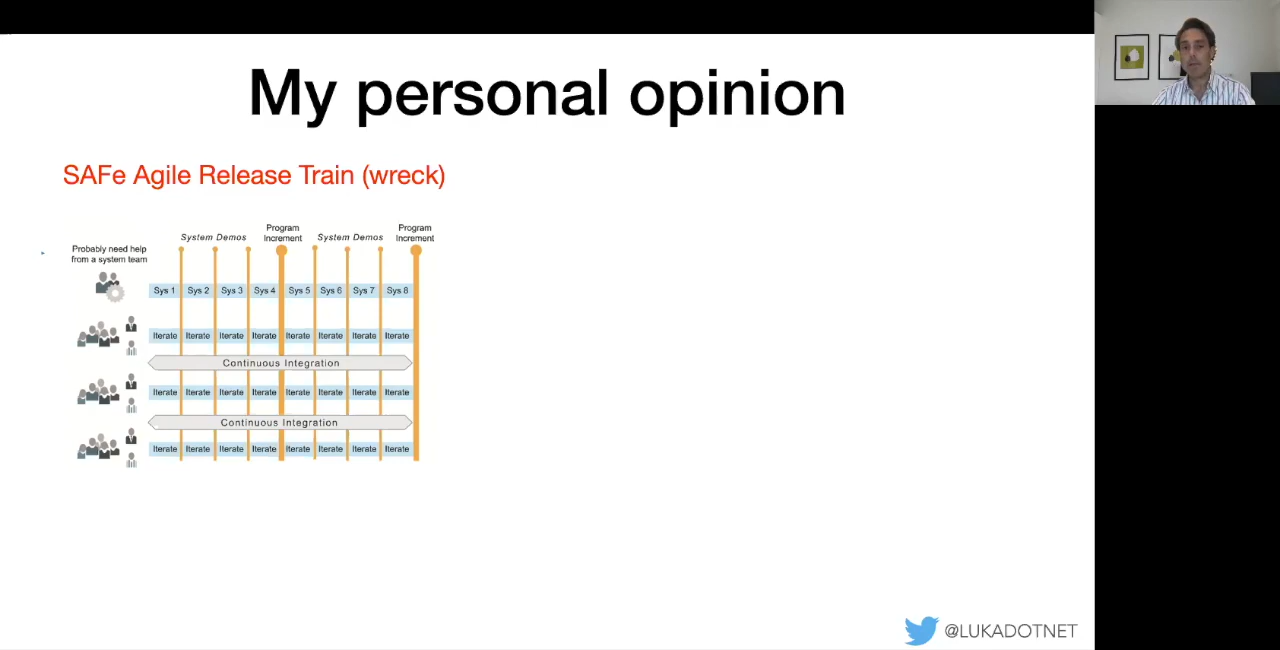 My personal opinion
SAFe Agile Release Train (wreck)
Probably need help
from a system team
System Demos
Program
Increment
System Demos
Program
Increment
Sys 1 Sys 2 Sys 3 Sys 4 Sys 5 Sys 6 Sys 7 Sys 8
Iterate Iterate Iterate Iterate Iterate Iterate Iterate Iterate
Continuous Integration
Iterate Iterate Iterate Iterate Iterate Iterate Iterate Iterate
Continuous Integration
Iterate Iterate Iterate Iterate Iterate Iterate Iterate Iterate
@LUKADOTNET